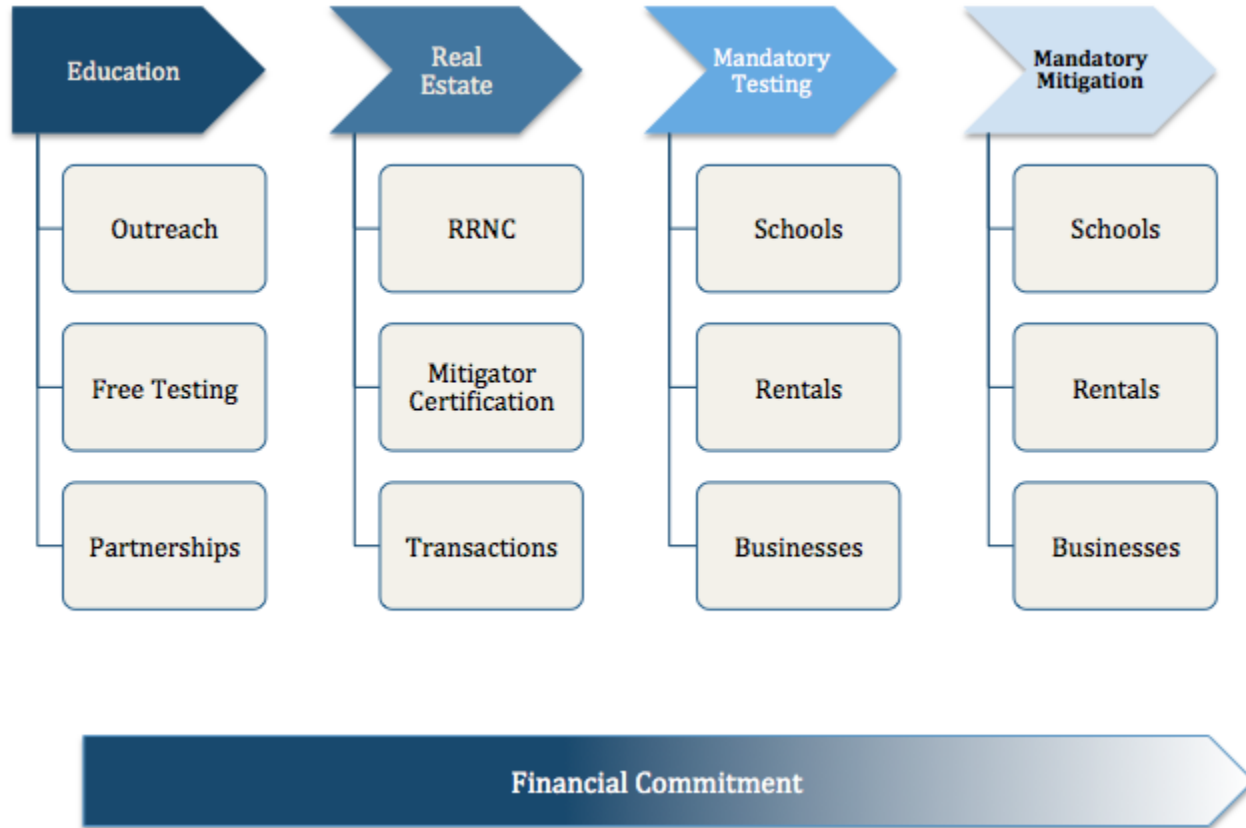 Education
Real
Estate
Mandatory
Testing
Mandatory
Mitigation
Outreach
RRNC
Schools
Schools
Free Testing
Mitigator
Certification
Rentals
Rentals
Partnerships
Transactions
Businesses
Businesses
Financial Commitment